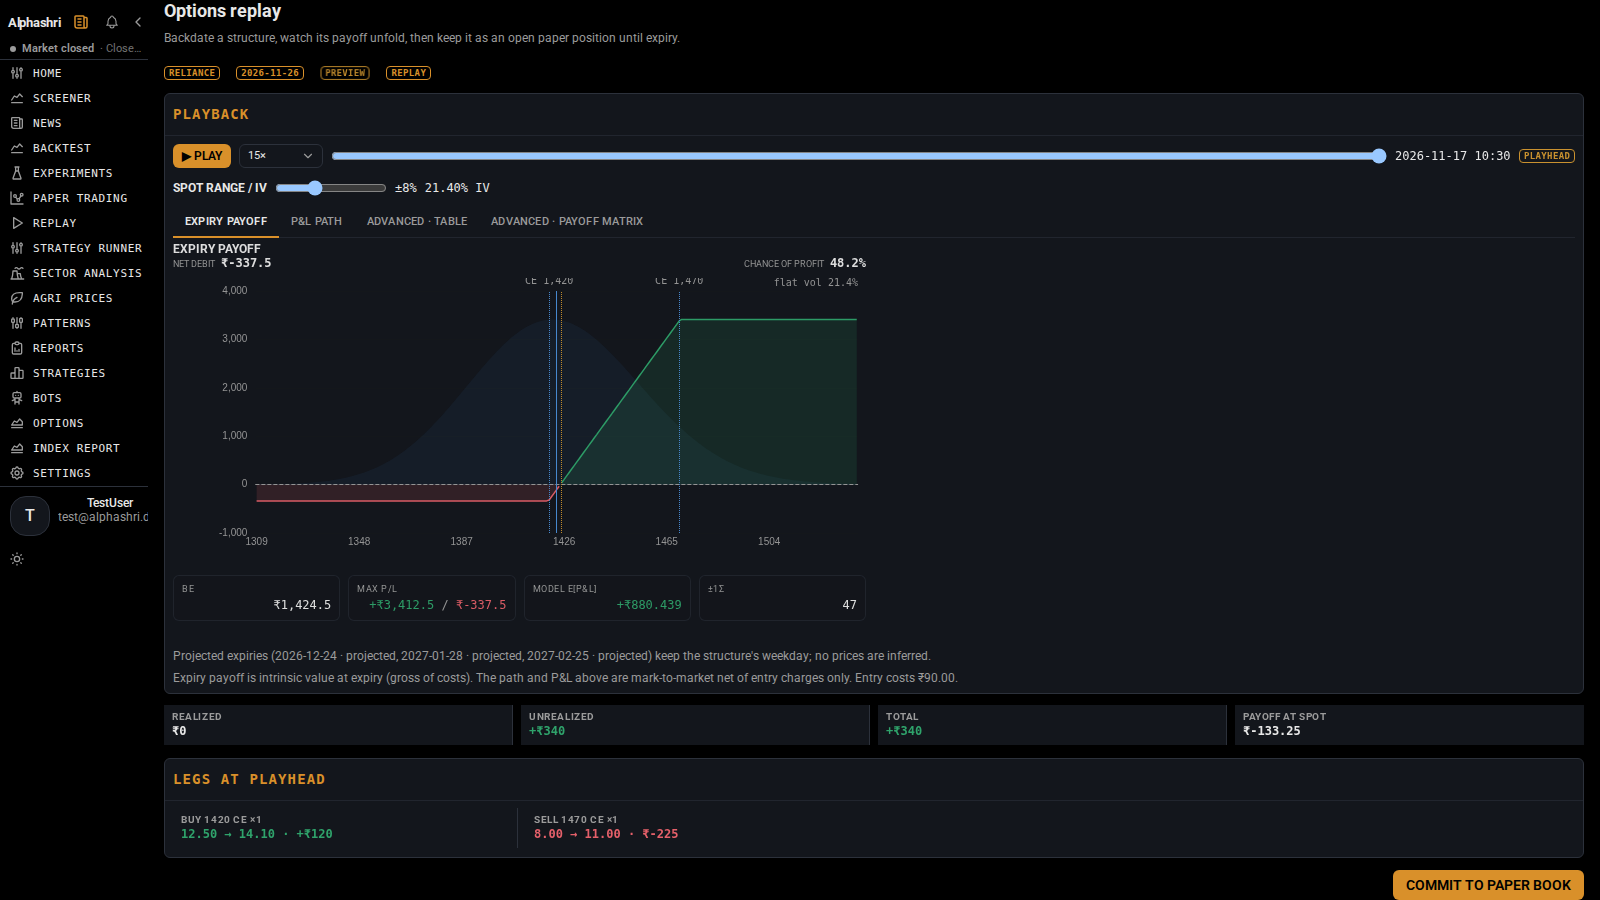 Alphashri
Market closed · Close...
HOME
SCREENER
NEWS
BACKTEST
EXPERIMENTS
PAPER TRADING
REPLAY
STRATEGY RUNNER
SECTOR ANALYSIS
AGRI PRICES
PATTERNS
REPORTS
STRATEGIES
BOTS
OPTIONS
INDEX REPORT
SETTINGS
T
TestUser
test@alphashri.d
Options replay
Backdate a structure, watch its payoff unfold, then keep it as an open paper position until expiry.
RELIANCE 2026-11-26 PREVIEW REPLAY
PLAYBACK
▶ PLAY 15× 2026-11-17 10:30 PLAYHEAD
SPOT RANGE / IV ±8% 21.40% IV
EXPIRY PAYOFF P&L PATH ADVANCED · TABLE ADVANCED · PAYOFF MATRIX
EXPIRY PAYOFF
NET DEBIT ₹-337.5 CHANCE OF PROFIT 48.2%
CE 1,420 CE 1,470 flat vol 21.4%
4,000
3,000
2,000
1,000
0
-1,000
1309 1348 1387 1426 1465 1504
BE
₹1,424.5
MAX P/L
+₹3,412.5 / ₹-337.5
MODEL E[P&L]
+₹880.439
±1Σ
47
Projected expiries (2026-12-24 · projected, 2027-01-28 · projected, 2027-02-25 · projected) keep the structure's weekday; no prices are inferred.
Expiry payoff is intrinsic value at expiry (gross of costs). The path and P&L above are mark-to-market net of entry charges only. Entry costs ₹90.00.
REALIZED
₹0
UNREALIZED
+₹340
TOTAL
+₹340
PAYOFF AT SPOT
₹-133.25
LEGS AT PLAYHEAD
BUY 1420 CE ×1
12.50 → 14.10 · +₹120
SELL 1470 CE ×1
8.00 → 11.00 · ₹-225
COMMIT TO PAPER BOOK